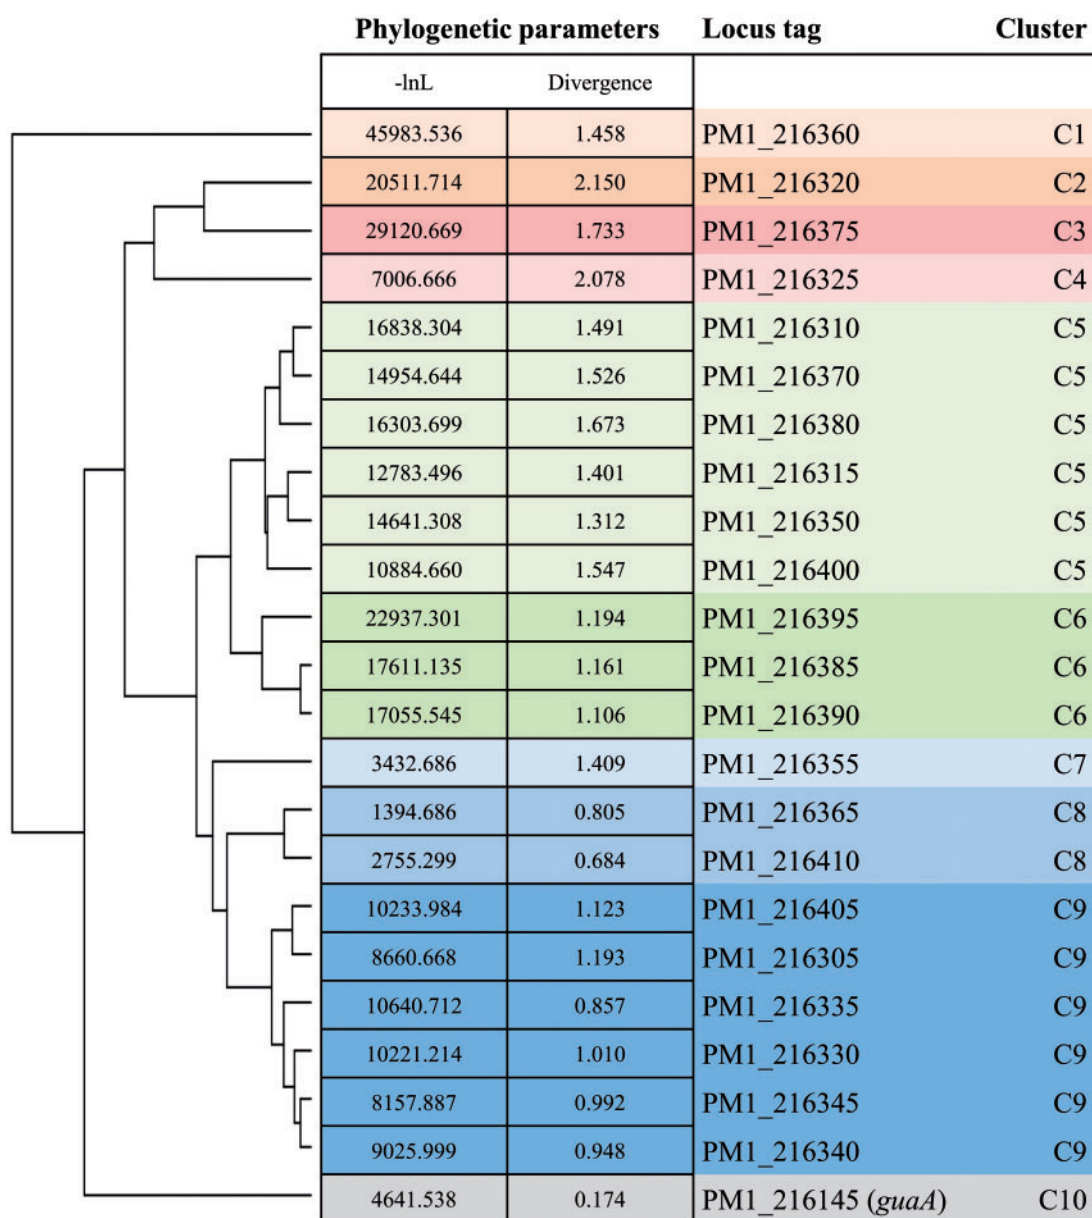 Phylogenetic parameters Locus tag Cluster
-lnL Divergence
45983.536 1.458 PM1_216360 C1
20511.714 2.150 PM1_216320 C2
29120.669 1.733 PM1_216375 C3
7006.666 2.078 PM1_216325 C4
16838.304 1.491 PM1_216310 C5
14954.644 1.526 PM1_216370 C5
16303.699 1.673 PM1_216380 C5
12783.496 1.401 PM1_216315 C5
14641.308 1.312 PM1_216350 C5
10884.660 1.547 PM1_216400 C5
22937.301 1.194 PM1_216395 C6
17611.135 1.161 PM1_216385 C6
17055.545 1.106 PM1_216390 C6
3432.686 1.409 PM1_216355 C7
1394.686 0.805 PM1_216365 C8
2755.299 0.684 PM1_216410 C8
10233.984 1.123 PM1_216405 C9
8660.668 1.193 PM1_216305 C9
10640.712 0.857 PM1_216335 C9
10221.214 1.010 PM1_216330 C9
8157.887 0.992 PM1_216345 C9
9025.999 0.948 PM1_216340 C9
4641.538 0.174 PM1_216145 (guaA) C10